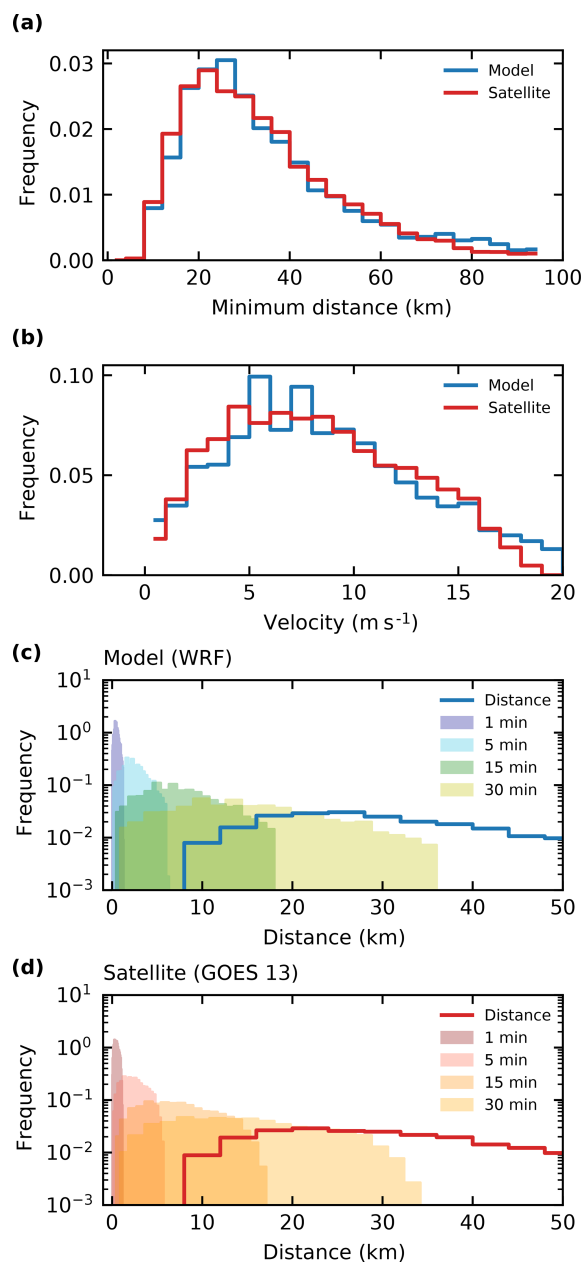 (a)
0.03
0.02
0.01
0.00
Frequency
Model
Satellite
0 20 40 60 80 100
Minimum distance (km)
(b)
0.10
0.05
0.00
Frequency
Model
Satellite
0 5 10 15 20
Velocity (m s⁻¹)
(c)
Model (WRF)
10¹
10⁰
10⁻¹
10⁻²
10⁻³
Frequency
Distance
1 min
5 min
15 min
30 min
0 10 20 30 40 50
Distance (km)
(d)
Satellite (GOES 13)
10¹
10⁰
10⁻¹
10⁻²
10⁻³
Frequency
Distance
1 min
5 min
15 min
30 min
0 10 20 30 40 50
Distance (km)